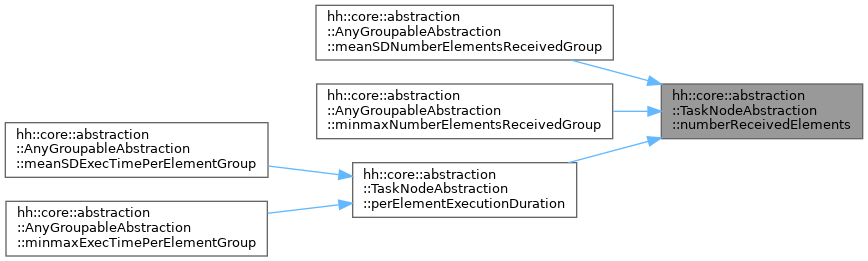 hh::core::abstraction
::AnyGroupableAbstraction
::meanSDNumberElementsReceivedGroup
hh::core::abstraction
::TaskNodeAbstraction
::numberReceivedElements
hh::core::abstraction
::AnyGroupableAbstraction
::minmaxNumberElementsReceivedGroup
hh::core::abstraction
::AnyGroupableAbstraction
::meanSDExecTimePerElementGroup
hh::core::abstraction
::TaskNodeAbstraction
::perElementExecutionDuration
hh::core::abstraction
::AnyGroupableAbstraction
::minmaxExecTimePerElementGroup